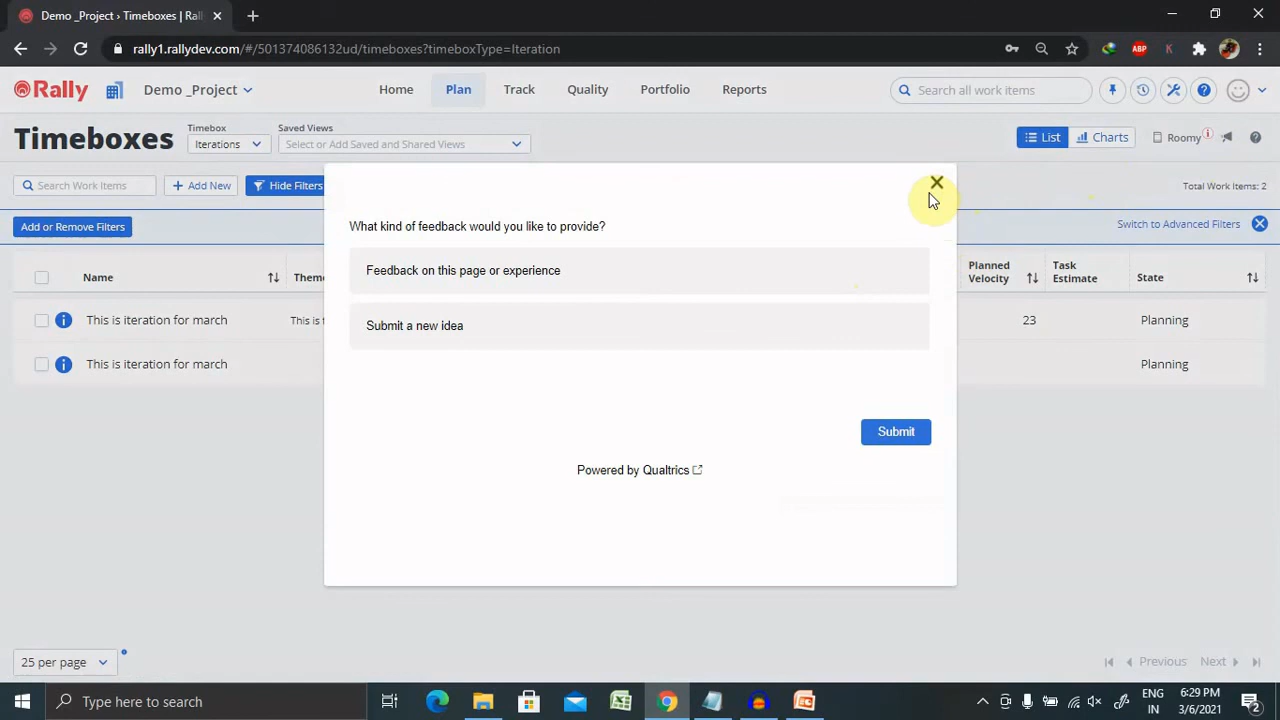 Demo _Project › Timeboxes | Rall
rally1.rallydev.com/#/501374086132ud/timeboxes?timeboxType=Iteration
ABP
K
Rally
Demo _Project
Home
Plan
Track
Quality
Portfolio
Reports
Search all work items
Timeboxes
Timebox
Iterations
Saved Views
Select or Add Saved and Shared Views
List
Charts
Roomy
Search Work Items
+ Add New
Hide Filters
Total Work Items: 2
Add or Remove Filters
Switch to Advanced Filters
What kind of feedback would you like to provide?
Feedback on this page or experience
Submit a new idea
Submit
Powered by Qualtrics
Name
Theme
Planned
Velocity
Task
Estimate
State
This is iteration for march
This is t
23
Planning
This is iteration for march
Planning
25 per page
Previous
Next
Type here to search
ENG
IN
6:29 PM
3/6/2021
2